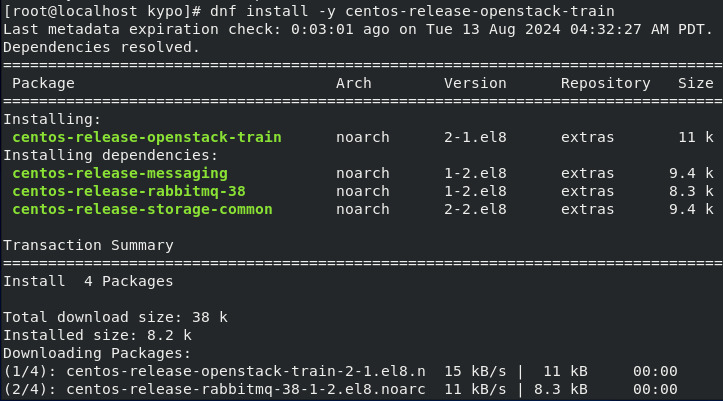 [root@localhost kypo]# dnf install -y centos-release-openstack-train
Last metadata expiration check: 0:03:01 ago on Tue 13 Aug 2024 04:32:27 AM PDT.
Dependencies resolved.
================================================================================
 Package                             Arch        Version      Repository   Size
================================================================================
Installing:
 centos-release-openstack-train      noarch      2-1.el8      extras       11 k
Installing dependencies:
 centos-release-messaging            noarch      1-2.el8      extras      9.4 k
 centos-release-rabbitmq-38          noarch      1-2.el8      extras      8.3 k
 centos-release-storage-common       noarch      2-2.el8      extras      9.4 k

Transaction Summary
================================================================================
Install  4 Packages

Total download size: 38 k
Installed size: 8.2 k
Downloading Packages:
(1/4): centos-release-openstack-train-2-1.el8.n  15 kB/s |  11 kB     00:00
(2/4): centos-release-rabbitmq-38-1-2.el8.noarc  11 kB/s | 8.3 kB     00:00